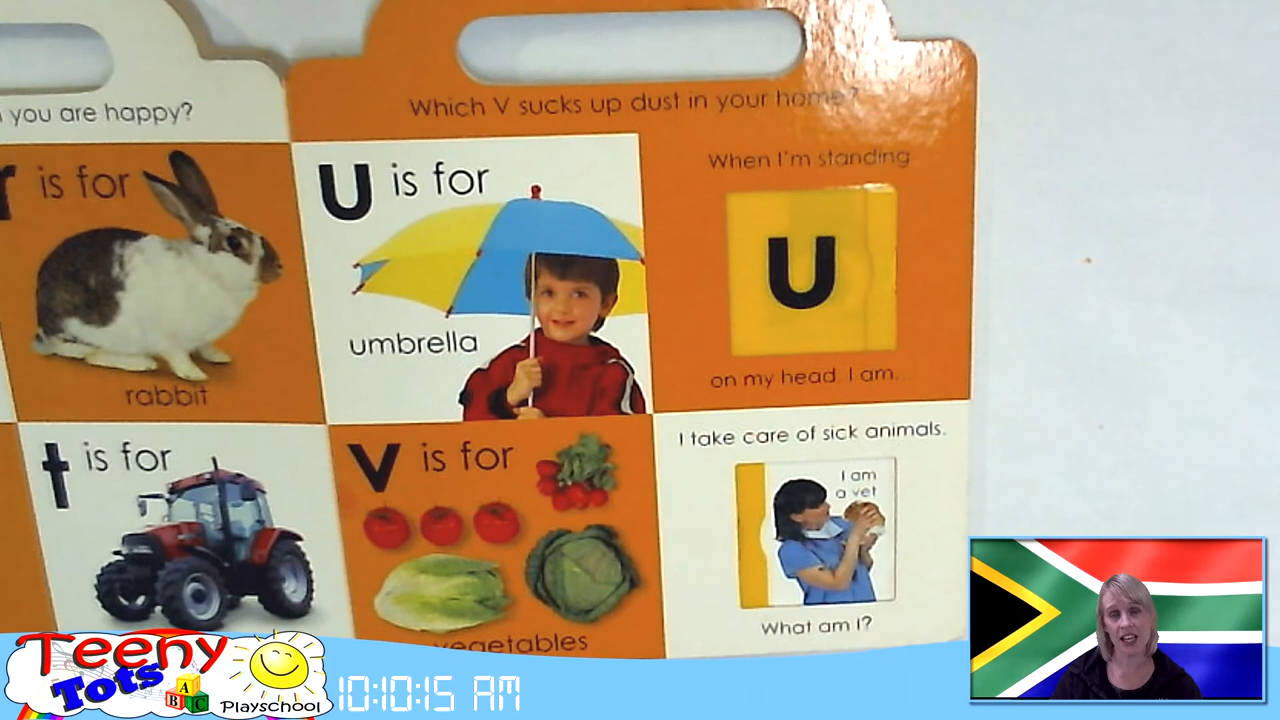 you are happy?
r is for
rabbit
t is for
Which V sucks up dust in your home?
U is for
umbrella
When I'm standing
U
on my head. I am...
v is for
vegetables
I take care of sick animals.
I am
a vet
What am I?
Teeny
Tots
A
B C
Playschool
10:10:15 AM